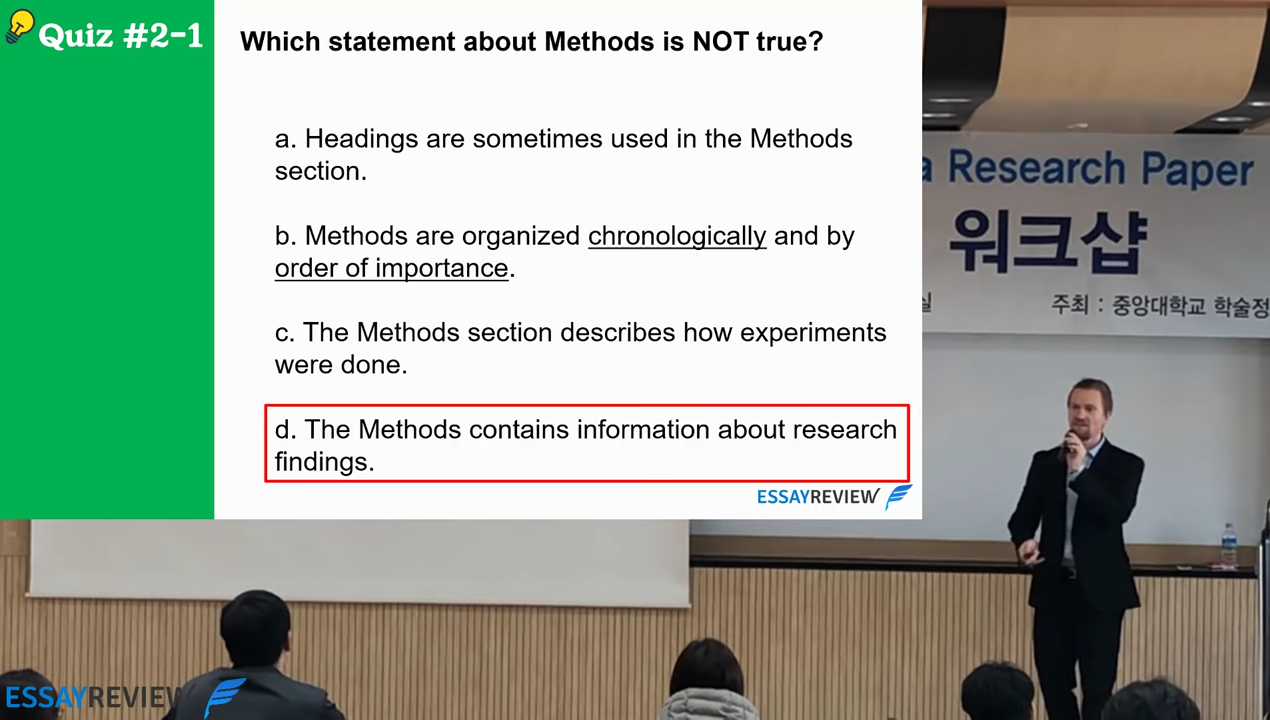 Quiz #2-1
Which statement about Methods is NOT true?
a. Headings are sometimes used in the Methods
section.
b. Methods are organized chronologically and by
order of importance.
c. The Methods section describes how experiments
were done.
d. The Methods contains information about research
findings.
ESSAYREVIEW
a Research Paper
워크샵
실
주최 : 중앙대학교 학술정
ESSAYREVIEW